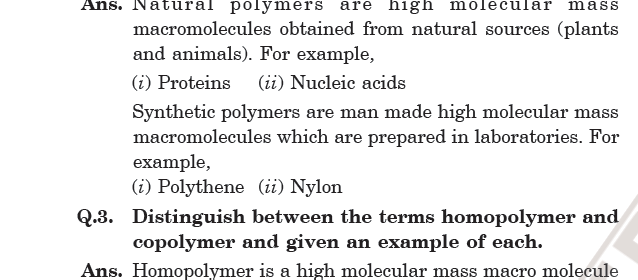 Ans. Natural polymers are high molecular mass
macromolecules obtained from natural sources (plants
and animals). For example,
(i) Proteins (ii) Nucleic acids
Synthetic polymers are man made high molecular mass
macromolecules which are prepared in laboratories. For
example,
(i) Polythene (ii) Nylon
Q.3. Distinguish between the terms homopolymer and
copolymer and given an example of each.
Ans. Homopolymer is a high molecular mass macro molecule